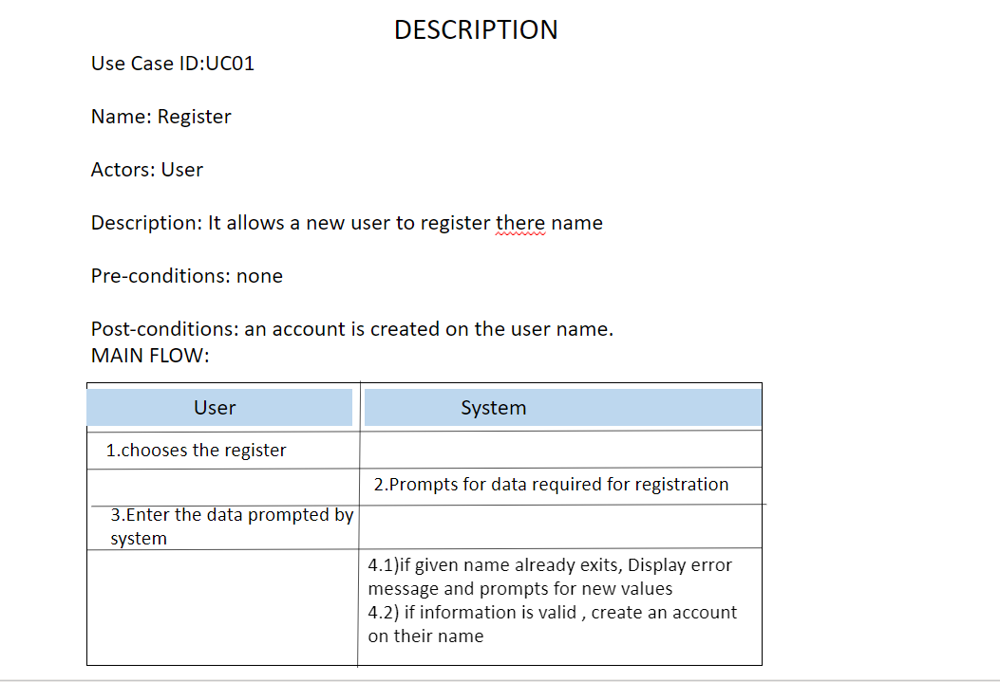 DESCRIPTION
Use Case ID:UC01
Name: Register
Actors: User
Description: It allows a new user to register there name
Pre-conditions: none
Post-conditions: an account is created on the user name.
MAIN FLOW:
User System
1.chooses the register
2.Prompts for data required for registration
3.Enter the data prompted by
system
4.1)if given name already exits, Display error
message and prompts for new values
4.2) if information is valid , create an account
on their name